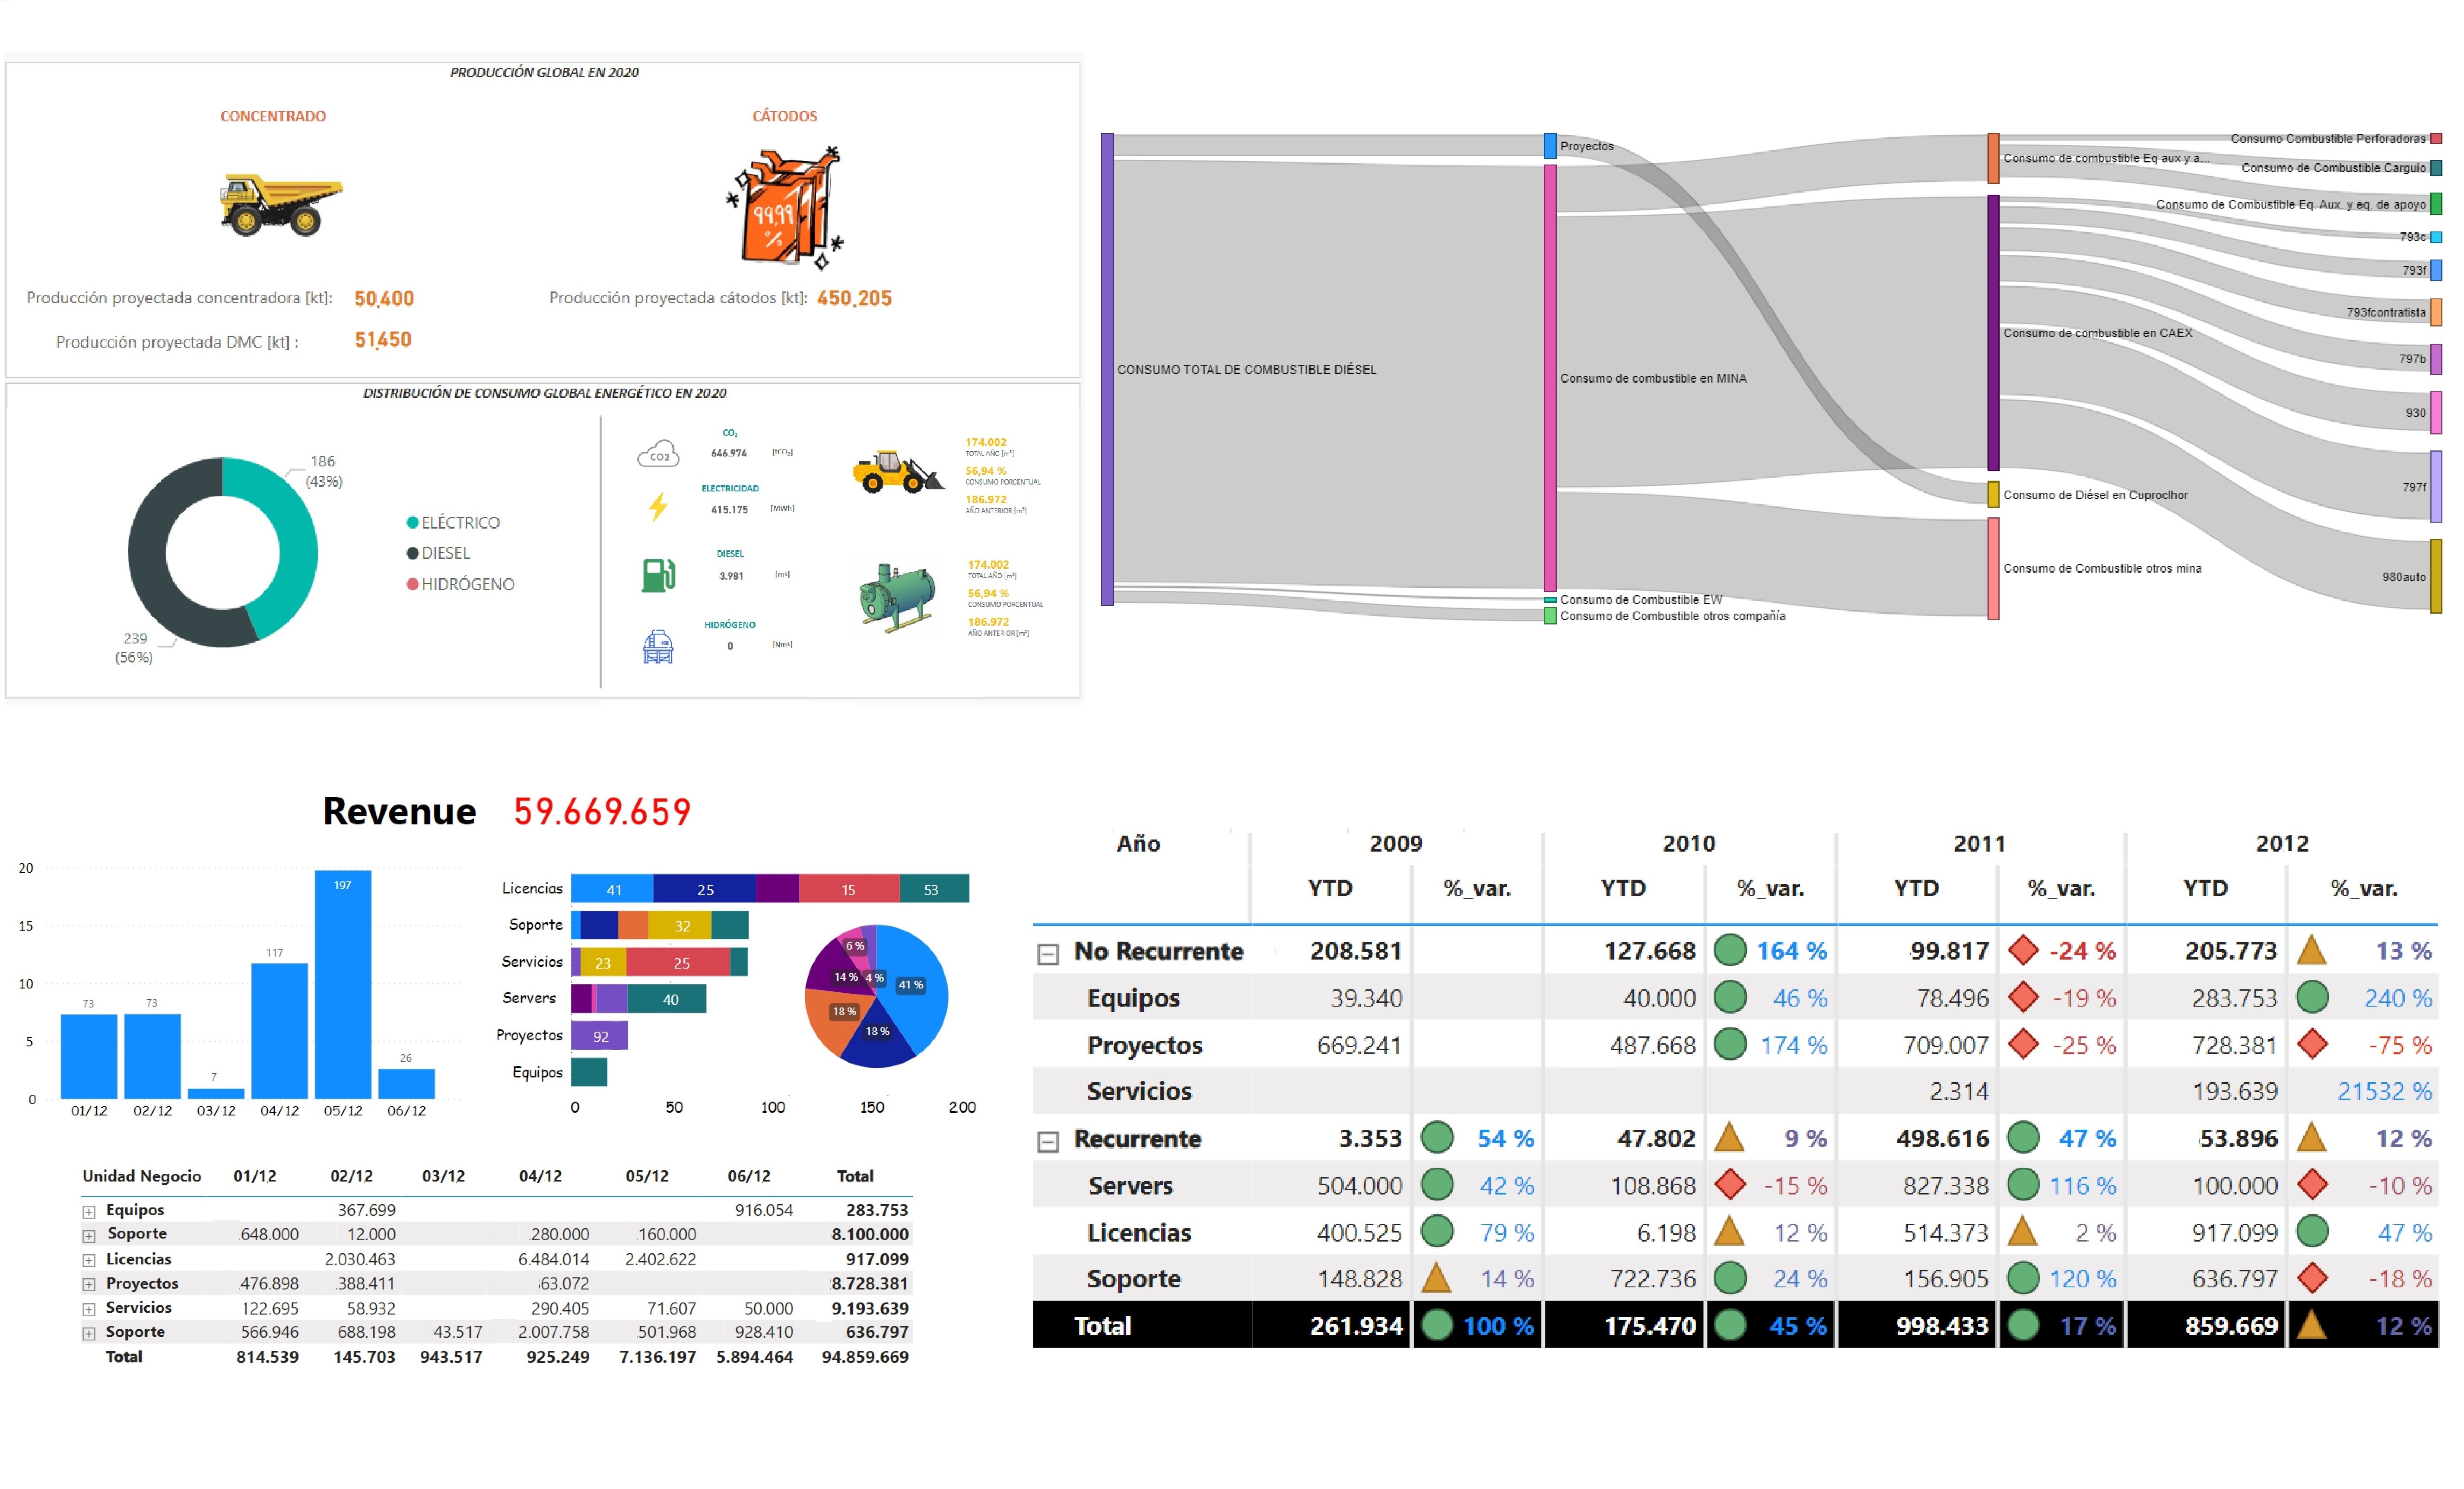 PRODUCCIÓN GLOBAL EN 2020
CONCENTRADO
CÁTODOS
99,99
%
Producción proyectada concentradora [kt]: 50,400
Producción proyectada cátodos [kt]: 450,205
Producción proyectada DMC [kt] : 51,450
DISTRIBUCIÓN DE CONSUMO GLOBAL ENERGÉTICO EN 2020
186
(43%)
239
(56%)
ELÉCTRICO
DIESEL
HIDRÓGENO
CO₂
CO2
646.974 [tCO₂]
ELECTRICIDAD
415.175 [MWh]
DIESEL
3.981 [m³]
HIDRÓGENO
0 [Nm³]
174.002
TOTAL AÑO [m³]
56,94 %
CONSUMO PORCENTUAL
186.972
AÑO ANTERIOR [m³]
174.002
TOTAL AÑO [m³]
56,94 %
CONSUMO PORCENTUAL
186.972
AÑO ANTERIOR [m³]
CONSUMO TOTAL DE COMBUSTIBLE DIÉSEL
Proyectos
Consumo de combustible en MINA
Consumo de Combustible EW
Consumo de Combustible otros compañía
Consumo de combustible Eq aux y a...
Consumo de combustible en CAEX
Consumo de Diésel en Cuproclhor
Consumo de Combustible otros mina
Consumo Combustible Perforadoras
Consumo de Combustible Carguio
Consumo de Combustible Eq. Aux. y eq. de apoyo
793c
793f
793fcontratista
797b
930
797f
980auto
Revenue 59.669.659
20
15
10
5
0
73
73
7
117
197
26
01/12 02/12 03/12 04/12 05/12 06/12
Licencias 41 25 15 53
Soporte 32
Servicios 23 25
Servers 40
Proyectos 92
Equipos
0 50 100 150 200
6 %
14 %
4 %
41 %
18 %
18 %
Unidad Negocio 01/12 02/12 03/12 04/12 05/12 06/12 Total
Equipos 367.699 916.054 283.753
Soporte 648.000 12.000 280.000 160.000 8.100.000
Licencias 2.030.463 6.484.014 2.402.622 917.099
Proyectos 476.898 388.411 63.072 8.728.381
Servicios 122.695 58.932 290.405 71.607 50.000 9.193.639
Soporte 566.946 688.198 43.517 2.007.758 501.968 928.410 636.797
Total 814.539 145.703 943.517 925.249 7.136.197 5.894.464 94.859.669
Año 2009 2010 2011 2012
YTD %_var. YTD %_var. YTD %_var. YTD %_var.
No Recurrente 208.581 127.668 164 % 99.817 -24 % 205.773 13 %
Equipos 39.340 40.000 46 % 78.496 -19 % 283.753 240 %
Proyectos 669.241 487.668 174 % 709.007 -25 % 728.381 -75 %
Servicios 2.314 193.639 21532 %
Recurrente 3.353 54 % 47.802 9 % 498.616 47 % 53.896 12 %
Servers 504.000 42 % 108.868 -15 % 827.338 116 % 100.000 -10 %
Licencias 400.525 79 % 6.198 12 % 514.373 2 % 917.099 47 %
Soporte 148.828 14 % 722.736 24 % 156.905 120 % 636.797 -18 %
Total 261.934 100 % 175.470 45 % 998.433 17 % 859.669 12 %